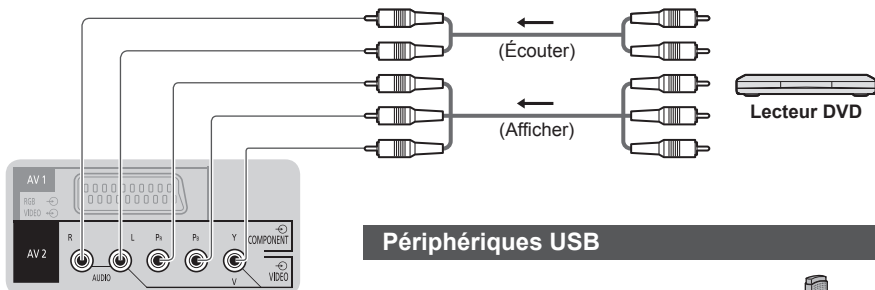 (Écouter)
(Afficher)
Lecteur DVD
AV 1
RGB
VIDEO
AV 2
R L PR PB Y
COMPONENT
AUDIO
VIDEO
V
Périphériques USB